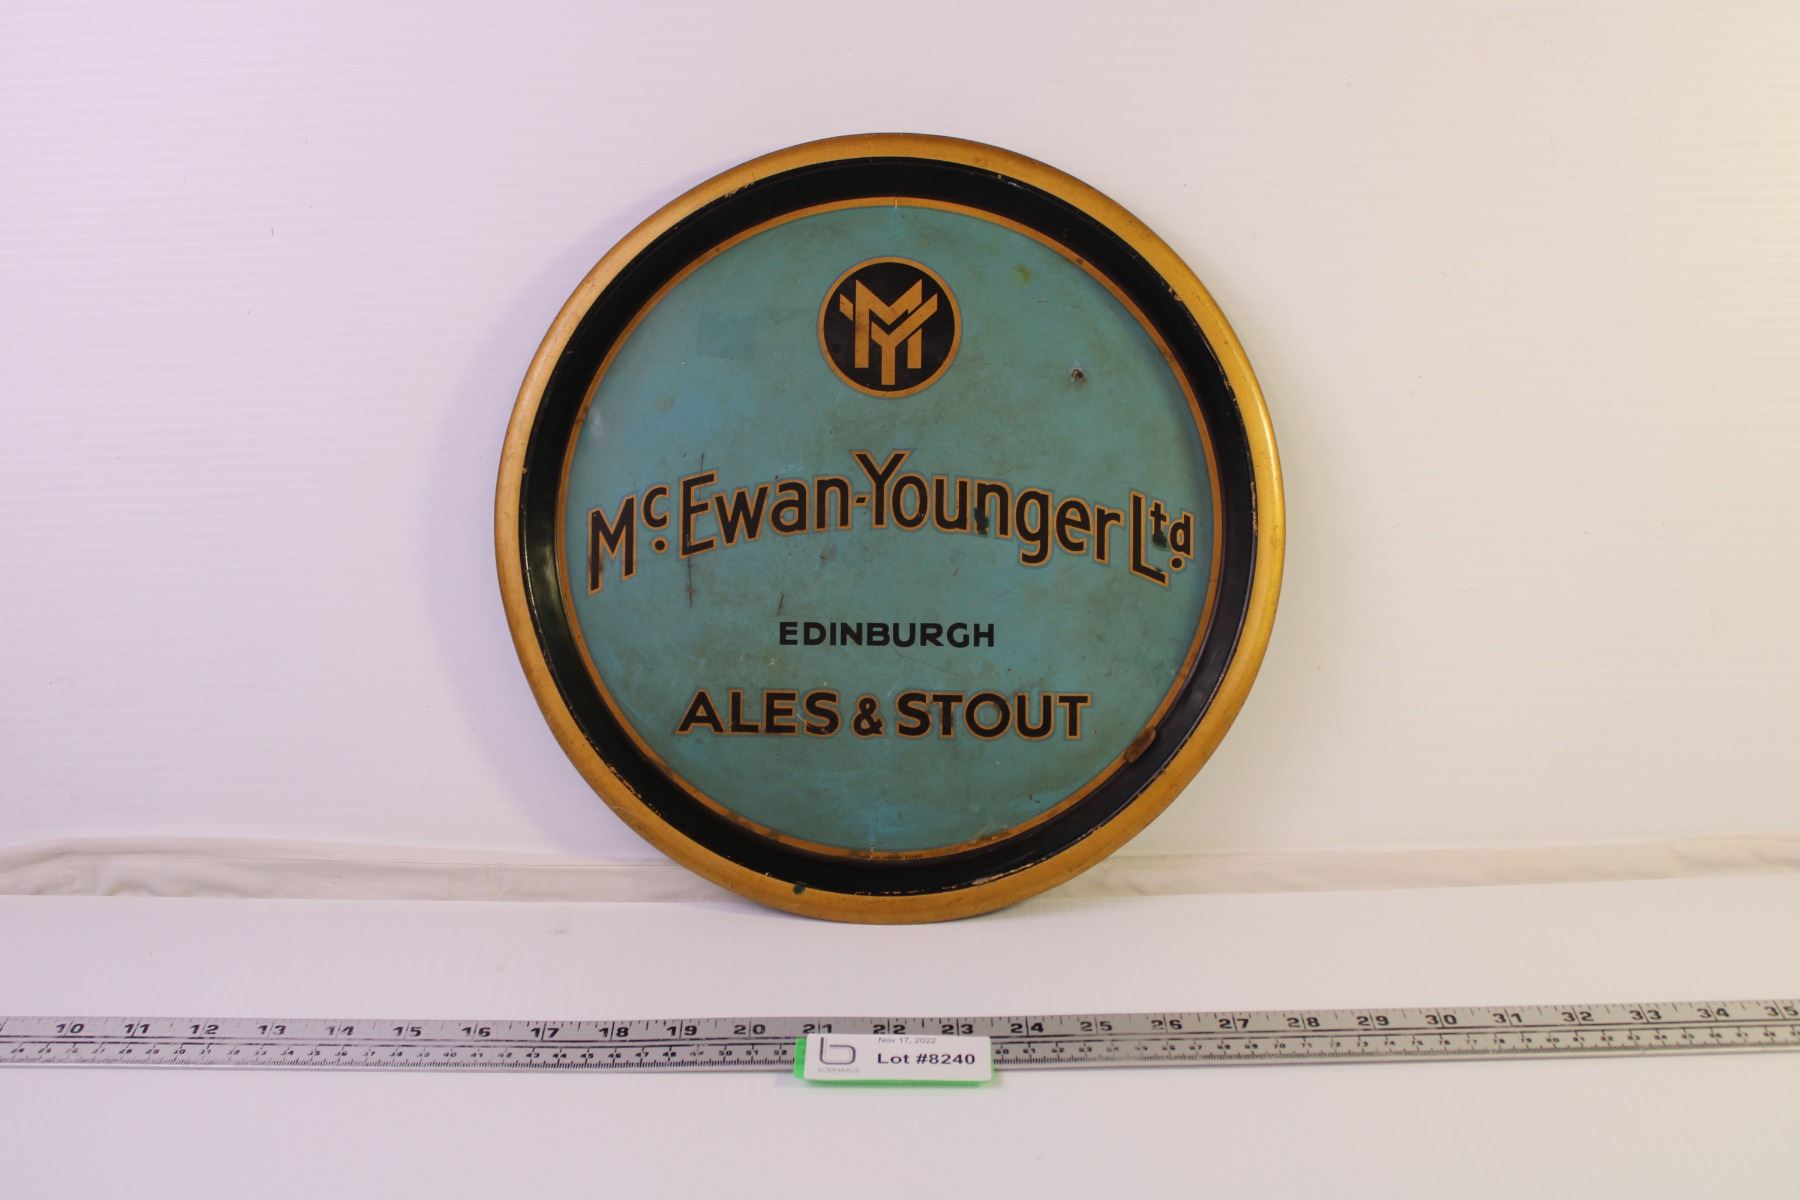 MY
McEwan-Younger Ltd
EDINBURGH
ALES & STOUT
10 11 12 13 14 15 16 17 18 19 20 21 22 23 24 25 26 27 28 29 30 31 32 33 34 35
Nov 17, 2022
Lot #8240